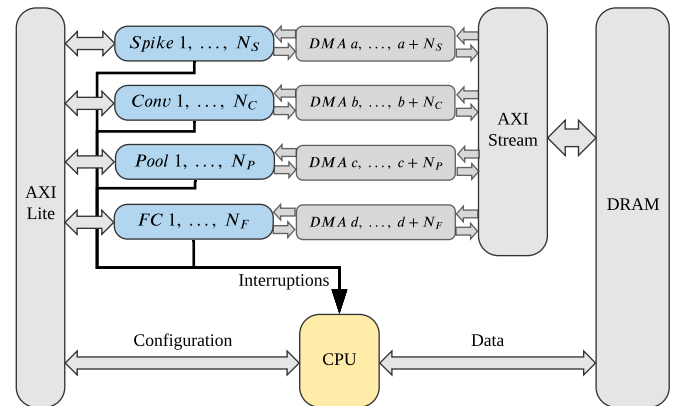 Spike 1, ..., N_S
DMA a, ..., a + N_S
Conv 1, ..., N_C
DMA b, ..., b + N_C
AXI
Stream
Pool 1, ..., N_P
DMA c, ..., c + N_P
AXI
Lite
DRAM
FC 1, ..., N_F
DMA d, ..., d + N_F
Interruptions
Configuration
CPU
Data